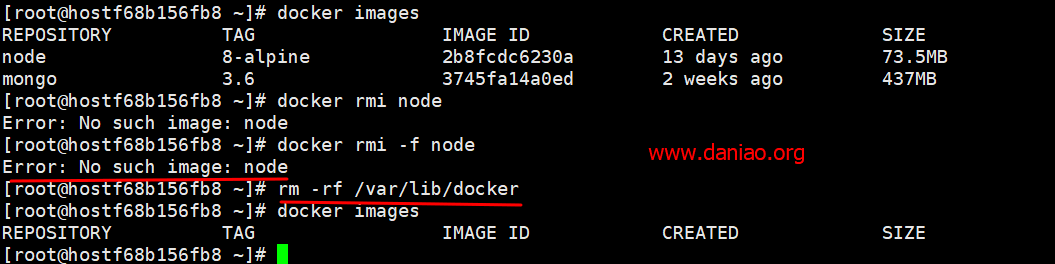 [root@hostf68b156fb8 ~]# docker images
REPOSITORY TAG IMAGE ID CREATED SIZE
node 8-alpine 2b8fcdc6230a 13 days ago 73.5MB
mongo 3.6 3745fa14a0ed 2 weeks ago 437MB
[root@hostf68b156fb8 ~]# docker rmi node
Error: No such image: node
[root@hostf68b156fb8 ~]# docker rmi -f node
www.daniao.org
Error: No such image: node
[root@hostf68b156fb8 ~]# rm -rf /var/lib/docker
[root@hostf68b156fb8 ~]# docker images
REPOSITORY TAG IMAGE ID CREATED SIZE
[root@hostf68b156fb8 ~]#